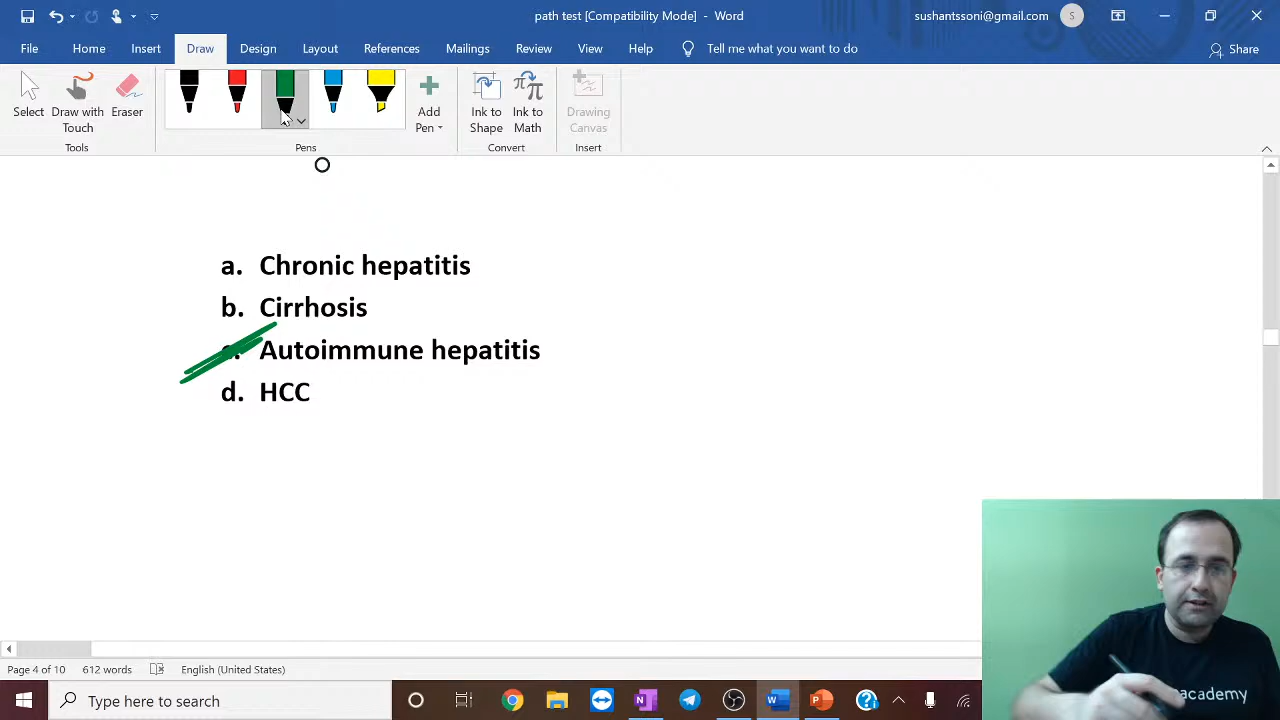 path test [Compatibility Mode] - Word
sushantssoni@gmail.com
S
File Home Insert Draw Design Layout References Mailings Review View Help Tell me what you want to do Share
Select Draw with Touch Eraser Add Pen Ink to Shape Ink to Math Drawing Canvas
Tools Pens Convert Insert
a. Chronic hepatitis
b. Cirrhosis
c. Autoimmune hepatitis
d. HCC
academy
Page 4 of 10 612 words English (United States)
Type here to search